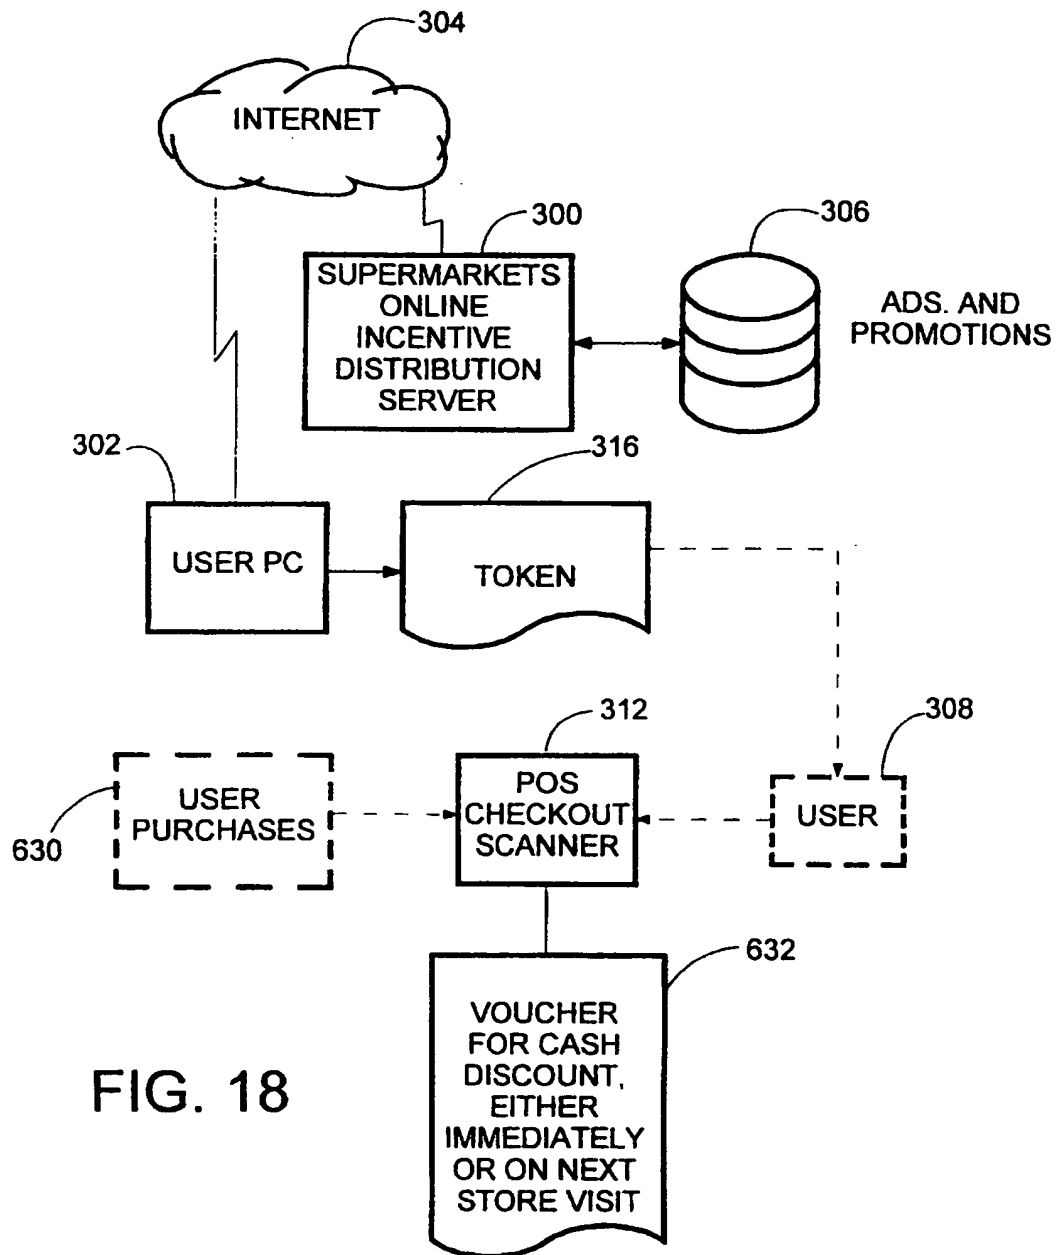 304
INTERNET
300
306
SUPERMARKETS
ONLINE
INCENTIVE
DISTRIBUTION
SERVER
ADS. AND
PROMOTIONS
302
316
USER PC
TOKEN
312
308
USER
PURCHASES
630
POS
CHECKOUT
SCANNER
USER
632
VOUCHER
FOR CASH
DISCOUNT,
EITHER
IMMEDIATELY
OR ON NEXT
STORE VISIT
FIG. 18